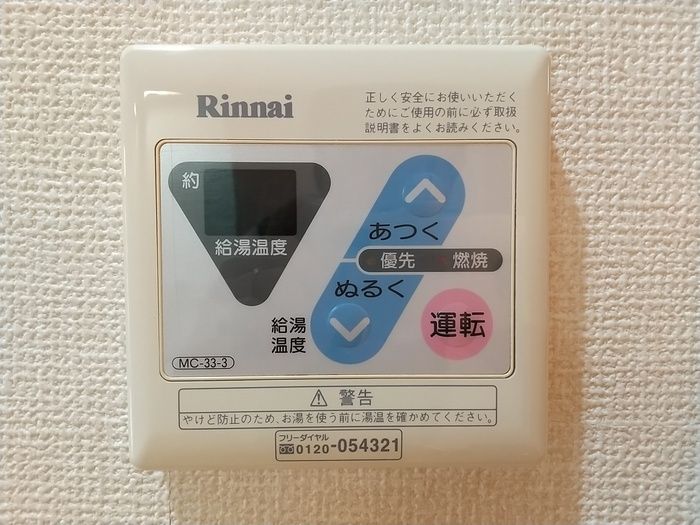 Rinnai
正しく安全にお使いいただく
ためにご使用の前に必ず取扱
説明書をよくお読みください。
約
給湯温度
あつく
優先 燃焼
ぬるく
給湯
温度
運転
MC-33-3
⚠ 警告
やけど防止のため、お湯を使う前に湯温を確かめてください。
フリーダイヤル
0120-054321